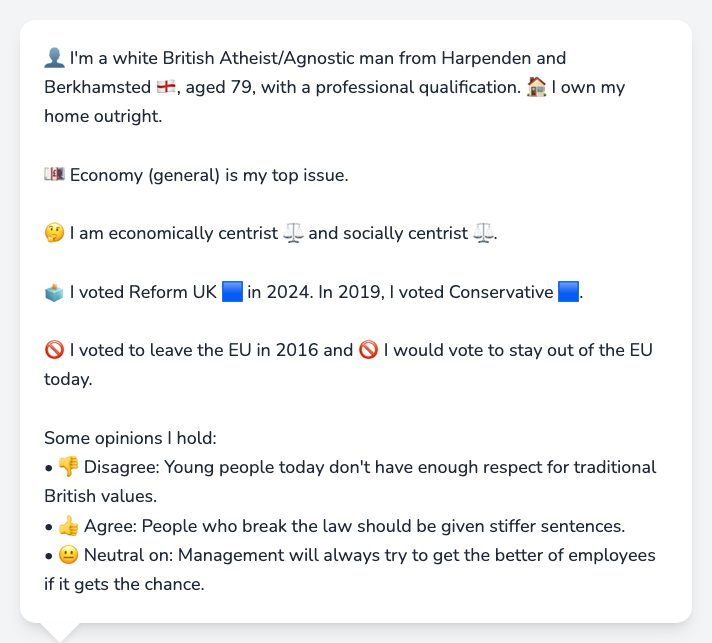 👤 I'm a white British Atheist/Agnostic man from Harpenden and
Berkhamsted 🏴󠁧󠁢󠁥󠁮󠁧󠁿, aged 79, with a professional qualification. 🏠 I own my
home outright.
💷 Economy (general) is my top issue.
🤔 I am economically centrist ⚖️ and socially centrist ⚖️.
🗳️ I voted Reform UK 🟦 in 2024. In 2019, I voted Conservative 🟦.
🚫 I voted to leave the EU in 2016 and 🚫 I would vote to stay out of the EU
today.
Some opinions I hold:
• 👎 Disagree: Young people today don't have enough respect for traditional
British values.
• 👍 Agree: People who break the law should be given stiffer sentences.
• 😐 Neutral on: Management will always try to get the better of employees
if it gets the chance.